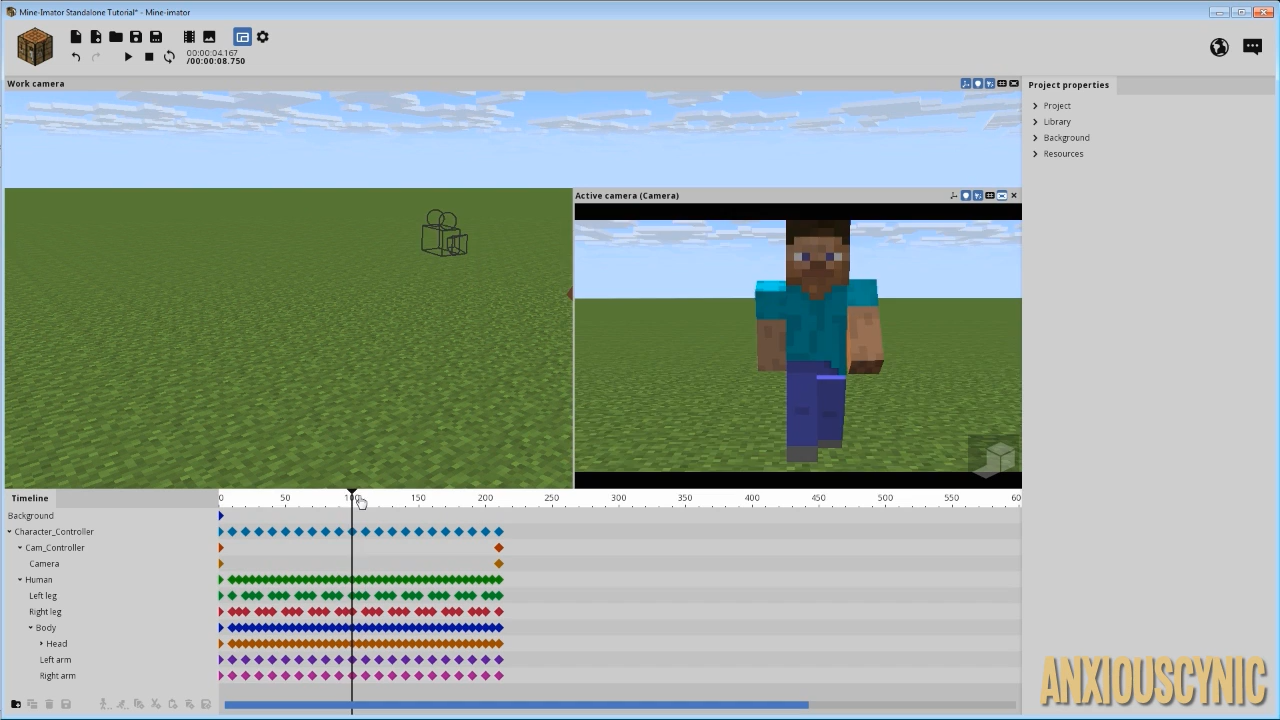 Mine-Imator Standalone Tutorial* - Mine-imator
00:00:04.167
/00:00:08.750
Work camera
Project properties
Project
Library
Background
Resources
Active camera (Camera)
Timeline
0 50 100 150 200 250 300 350 400 450 500 550 600
Background
Character_Controller
Cam_Controller
Camera
Human
Left leg
Right leg
Body
Head
Left arm
Right arm
ANXIOUSCYNIC